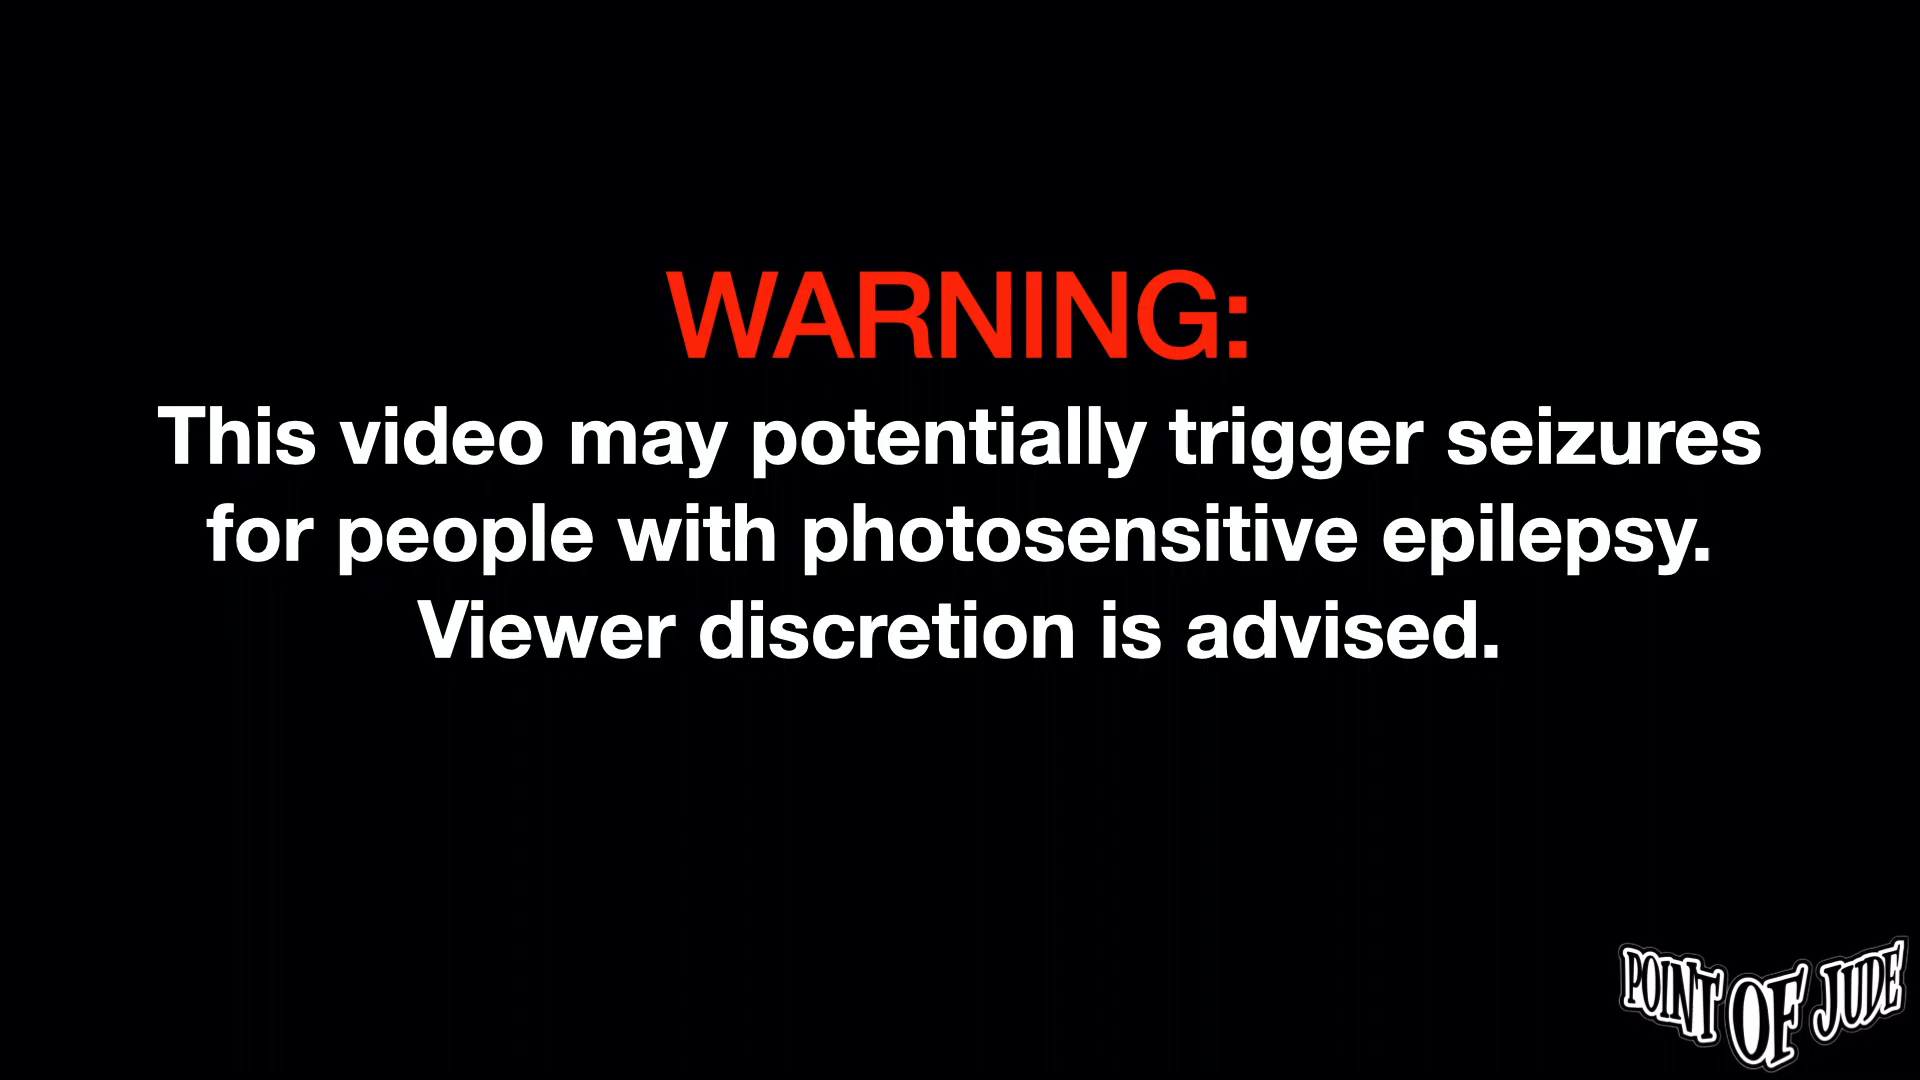 WARNING:
This video may potentially trigger seizures
for people with photosensitive epilepsy.
Viewer discretion is advised.
POINT OF JUDE